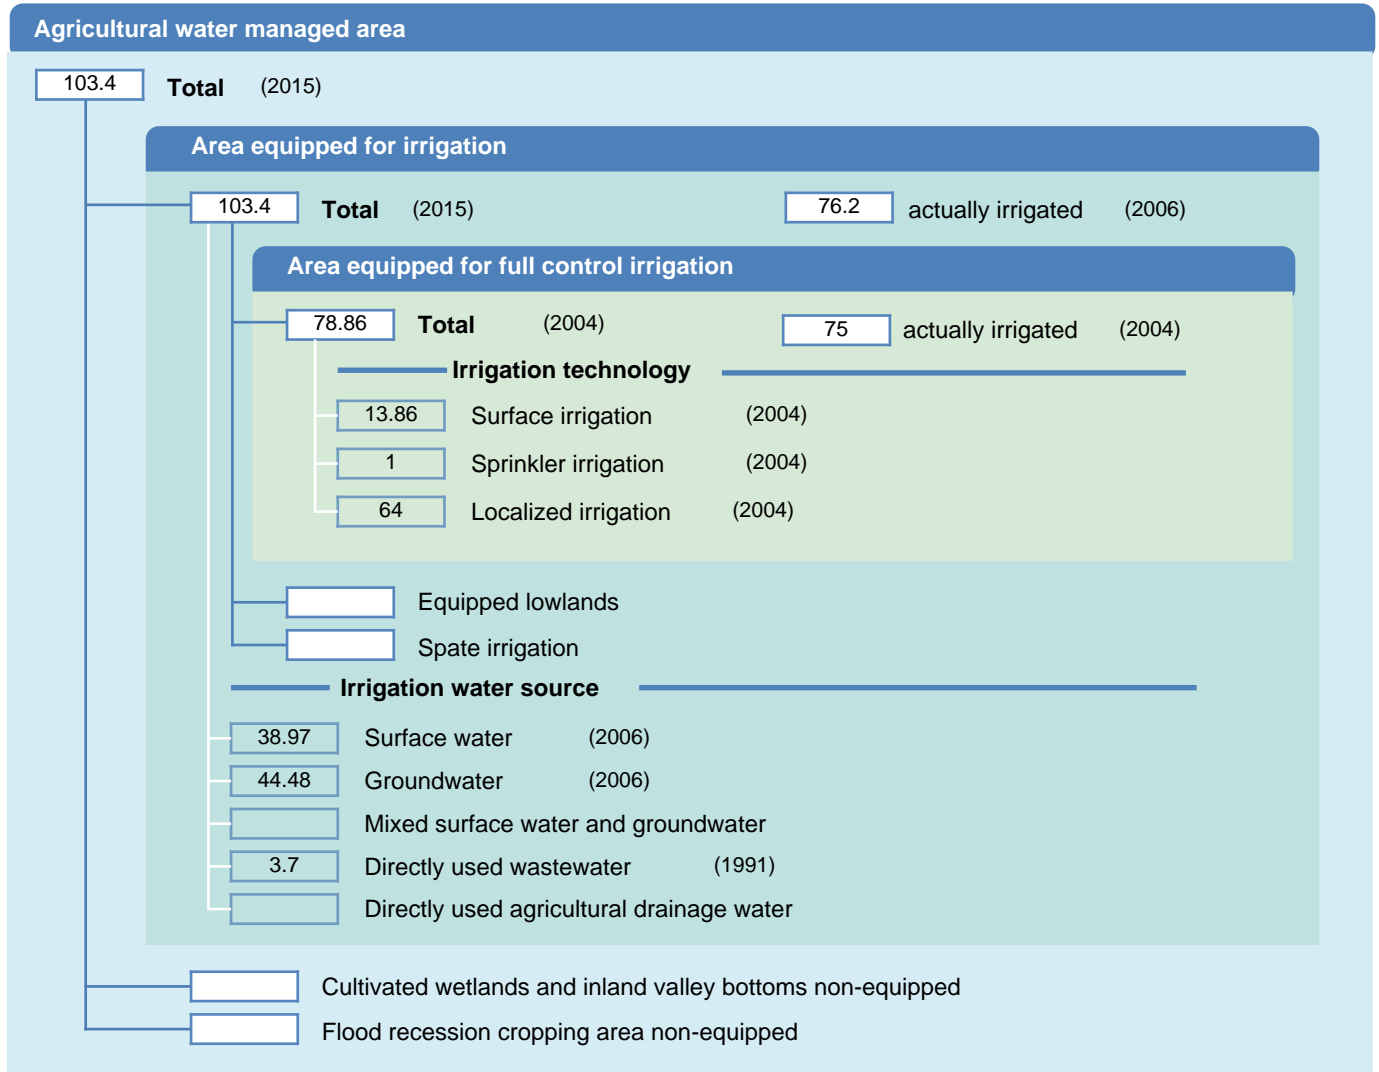 Agricultural water managed area
103.4 Total (2015)
Area equipped for irrigation
103.4 Total (2015) 76.2 actually irrigated (2006)
Area equipped for full control irrigation
78.86 Total (2004) 75 actually irrigated (2004)
Irrigation technology
13.86 Surface irrigation (2004)
1 Sprinkler irrigation (2004)
64 Localized irrigation (2004)
Equipped lowlands
Spate irrigation
Irrigation water source
38.97 Surface water (2006)
44.48 Groundwater (2006)
Mixed surface water and groundwater
3.7 Directly used wastewater (1991)
Directly used agricultural drainage water
Cultivated wetlands and inland valley bottoms non-equipped
Flood recession cropping area non-equipped